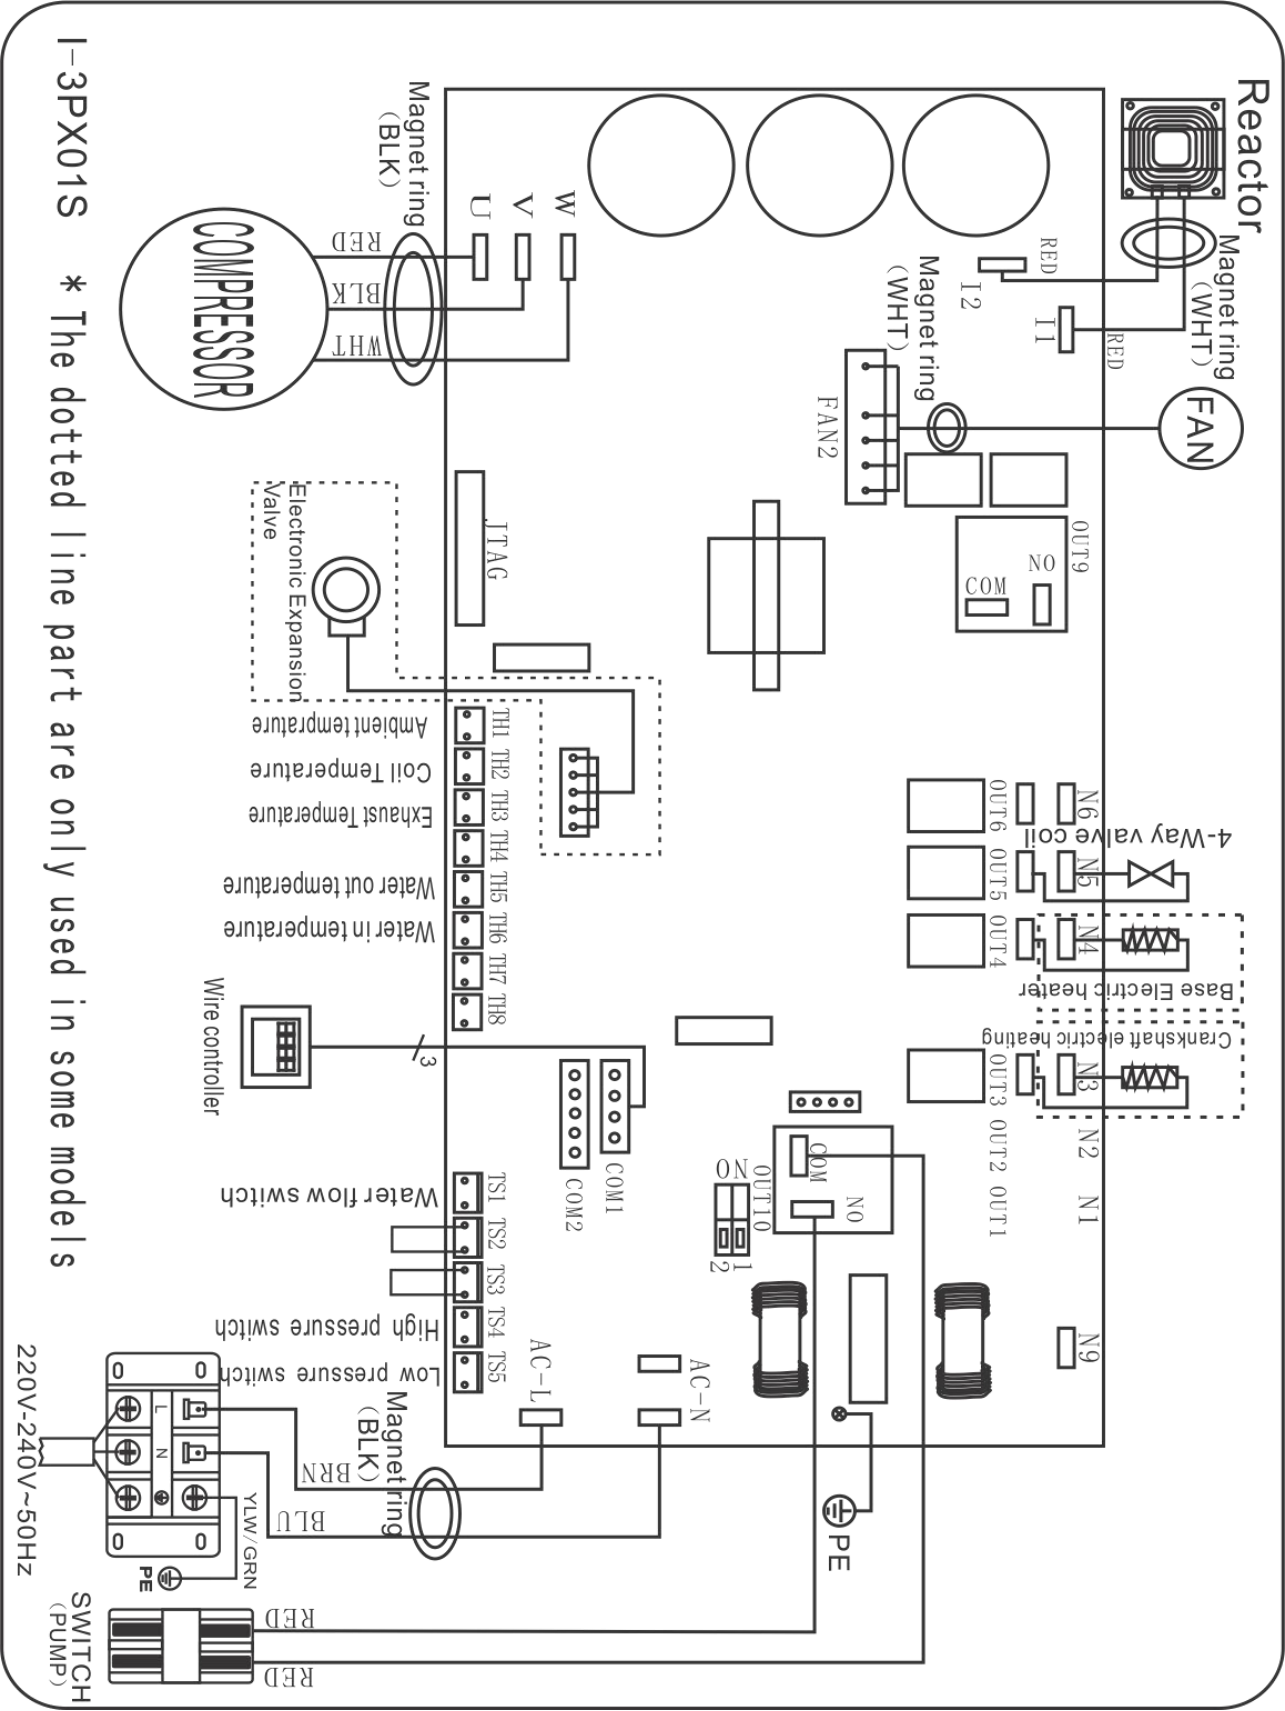 Reactor
Magnet ring
(WHT)
RED
I2
I1
RED
FAN
Magnet ring
(WHT)
FAN2
OUT9
NO
COM
Magnet ring
(BLK)
W
V
U
RED
BLK
WHT
COMPRESSOR
JTAG
Electronic Expansion
Valve
TH1
TH2
TH3
TH4
TH5
TH6
TH7
TH8
Ambient temprature
Coil Temperature
Exhaust Temperature
Water out temperature
Water in temperature
OUT6
N6
4-Way valve coil
OUT5
N5
OUT4
N4
Base Electric heater
Crankshaft electric heating
OUT3
N3
OUT2
N2
OUT1
N1
N9
Wire controller
3
COM1
COM2
COM
NO
OUT10
ON
1
2
TS1
TS2
TS3
TS4
TS5
Water flow switch
High pressure switch
Low pressure switch
AC-L
AC-N
Magnet ring
(BLK)
BRN
BLU
L
N
YLW/GRN
PE
PE
220V-240V~50Hz
SWITCH
(PUMP)
RED
RED
I-3PX01S
* The dotted line part are only used in some models